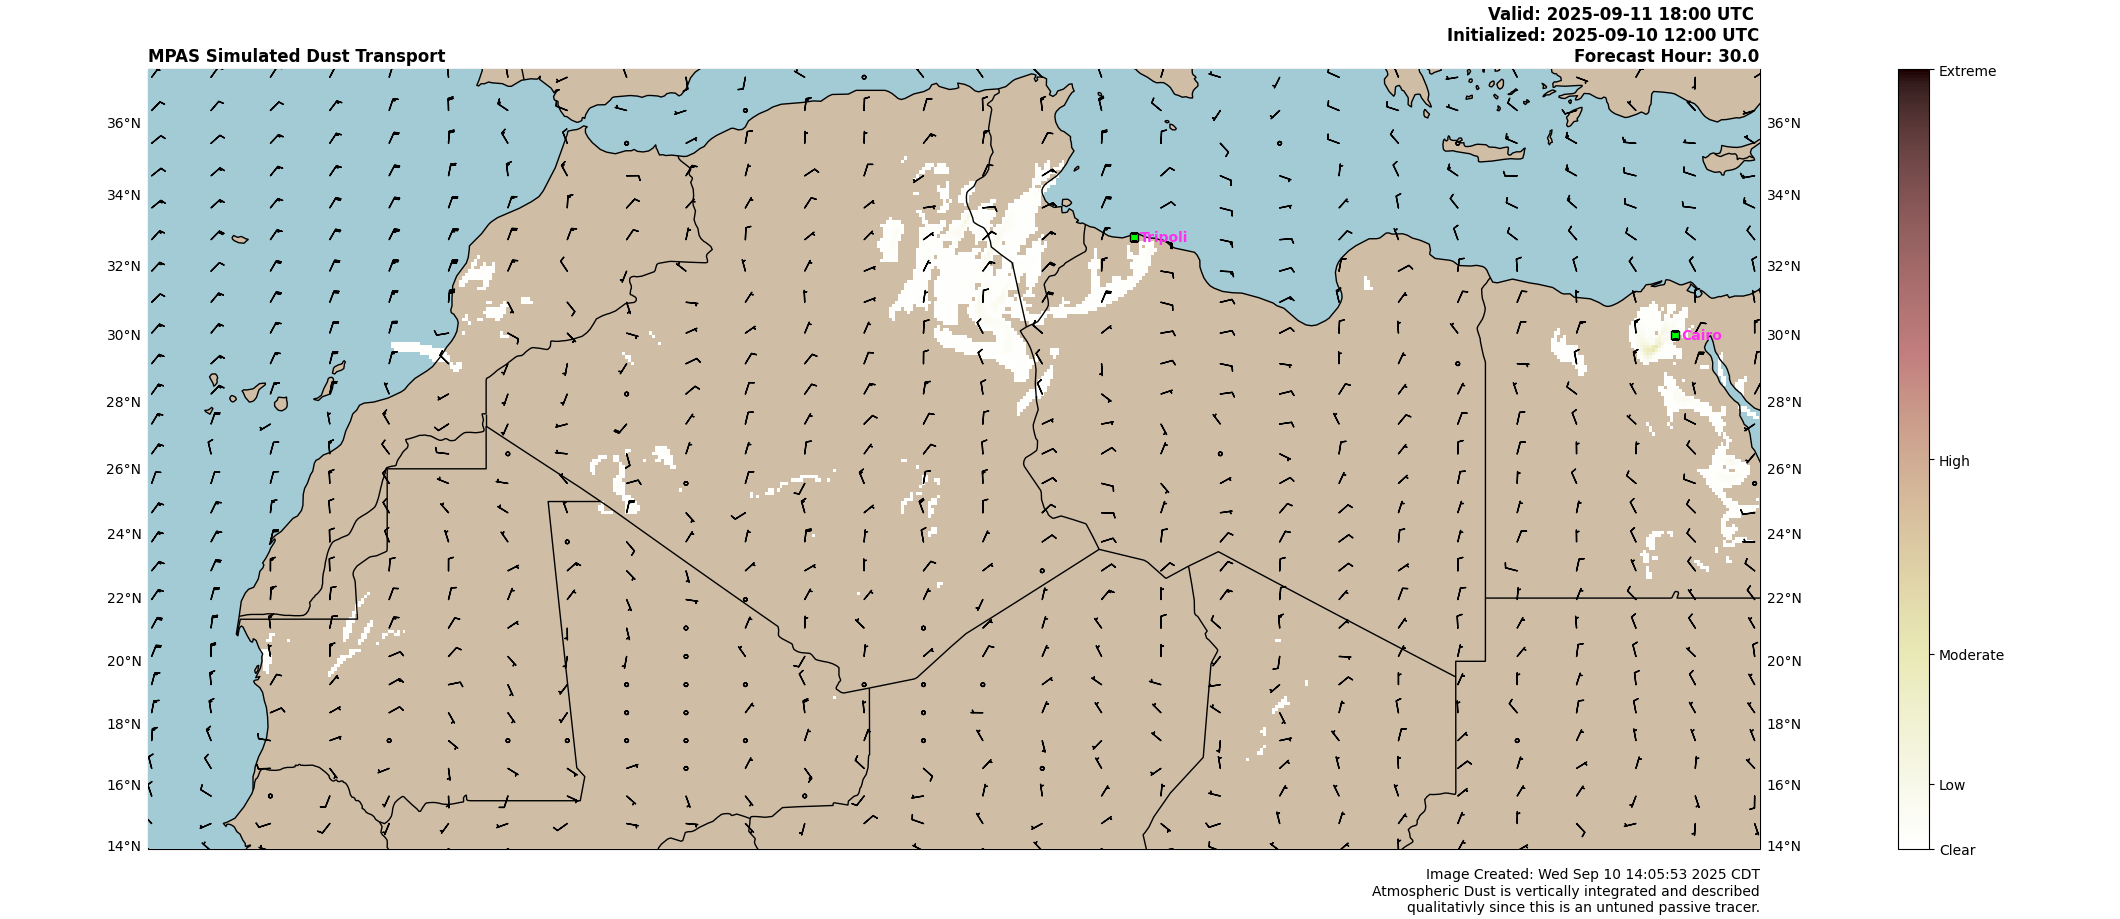 Valid: 2025-09-11 18:00 UTC
Initialized: 2025-09-10 12:00 UTC
MPAS Simulated Dust Transport
Forecast Hour: 30.0
Extreme
36°N
36°N
34°N
34°N
Tripoli
32°N
32°N
30°N
Cairo
30°N
28°N
28°N
High
26°N
26°N
24°N
24°N
22°N
22°N
Moderate
20°N
20°N
18°N
18°N
16°N
16°N
Low
14°N
14°N
Clear
Image Created: Wed Sep 10 14:05:53 2025 CDT
Atmospheric Dust is vertically integrated and described
qualitativly since this is an untuned passive tracer.